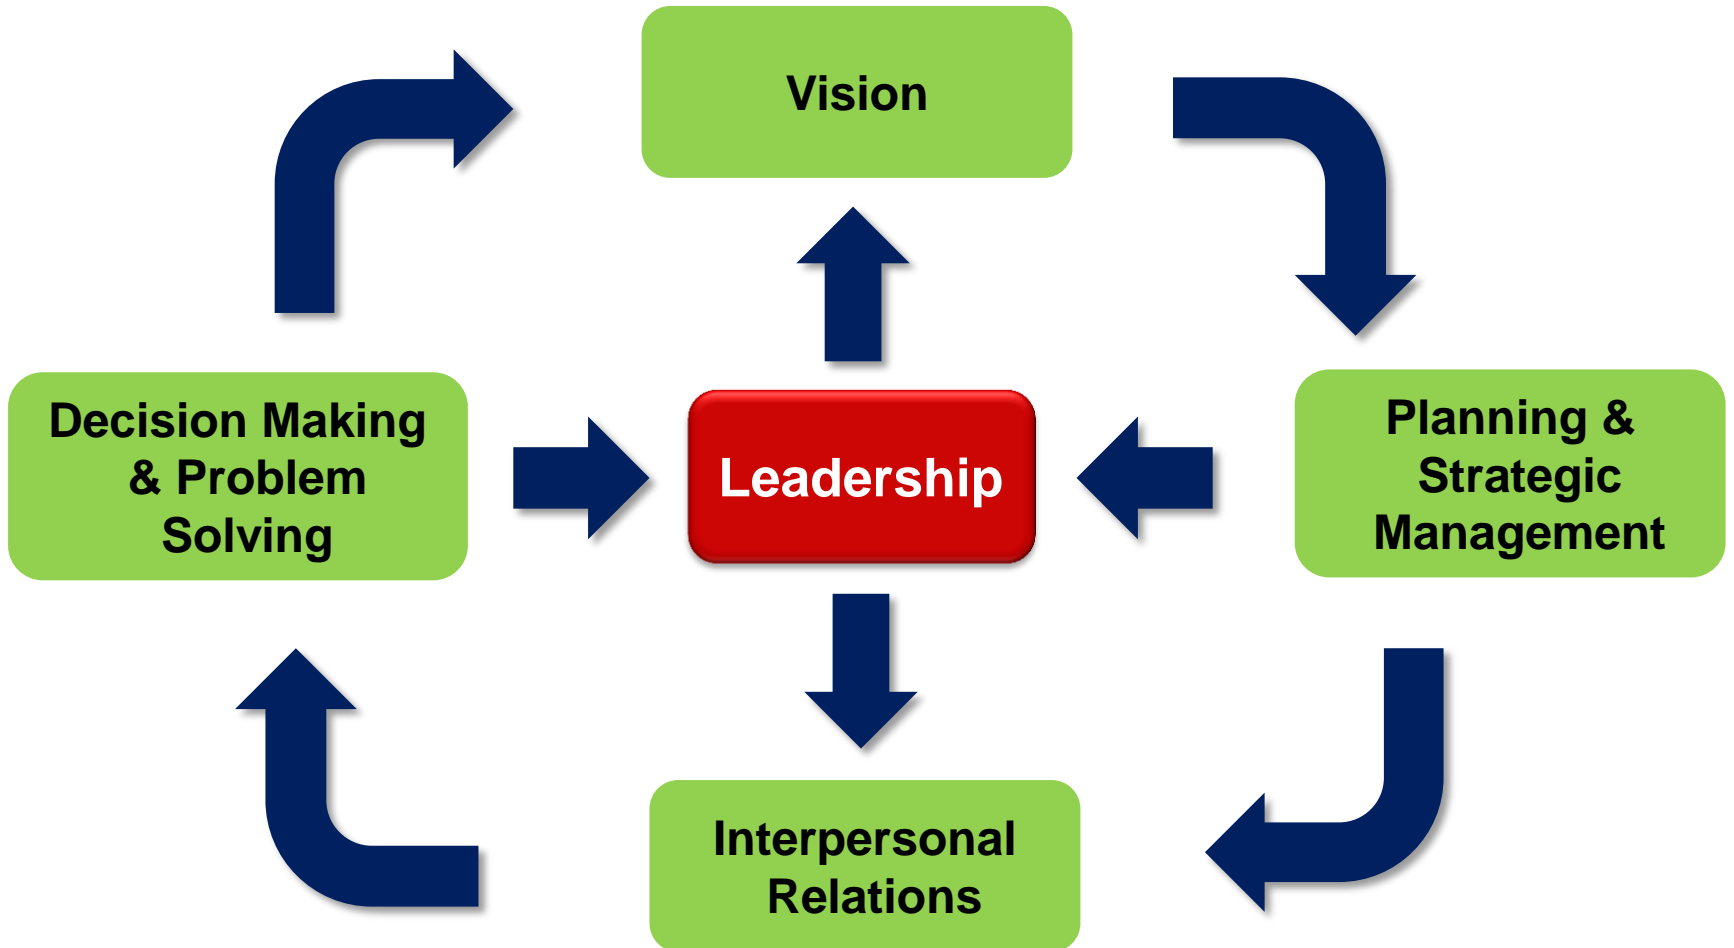 Vision
Decision Making
& Problem
Solving
Leadership
Planning &
Strategic
Management
Interpersonal
Relations